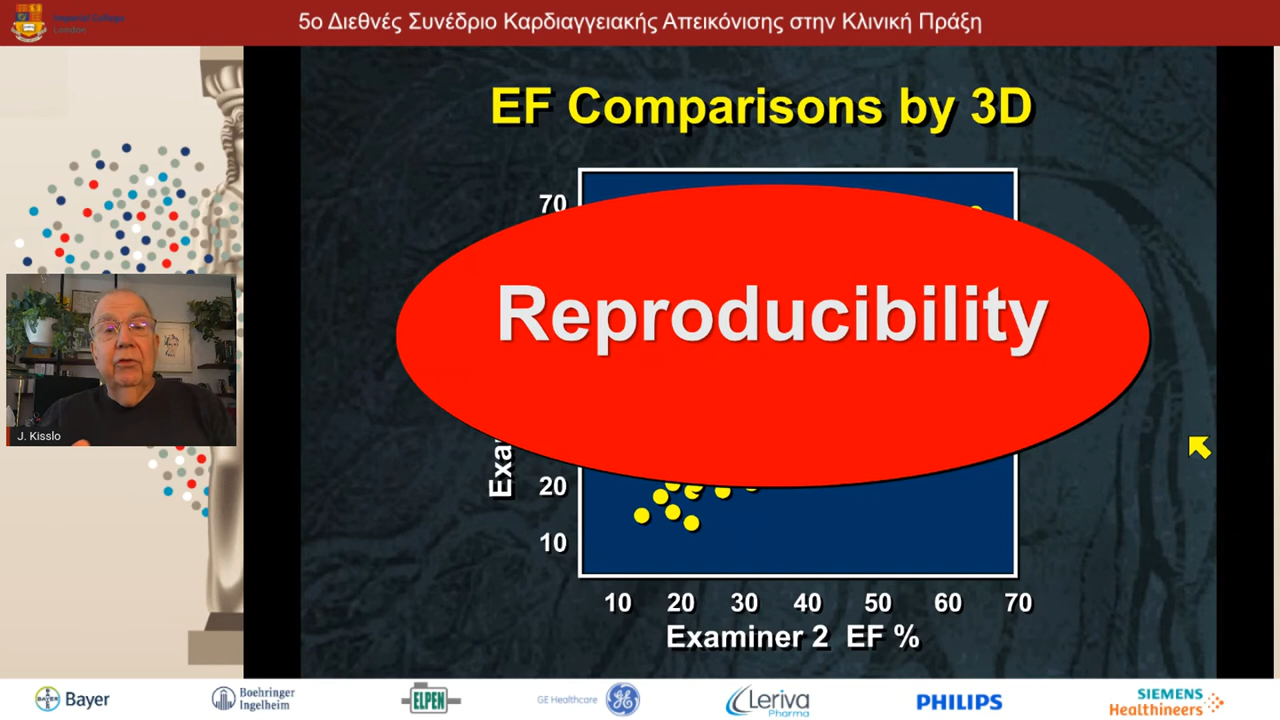 Imperial College
London
5ο Διεθνές Συνέδριο Καρδιαγγειακής Απεικόνισης στην Κλινική Πράξη
EF Comparisons by 3D
70
Reproducibility
20
10
10 20 30 40 50 60 70
Examiner 2 EF %
J. Kisslo
BAYER
Bayer
Boehringer
Ingelheim
ELPEN
GE Healthcare
Leriva
Pharma
PHILIPS
SIEMENS
Healthineers